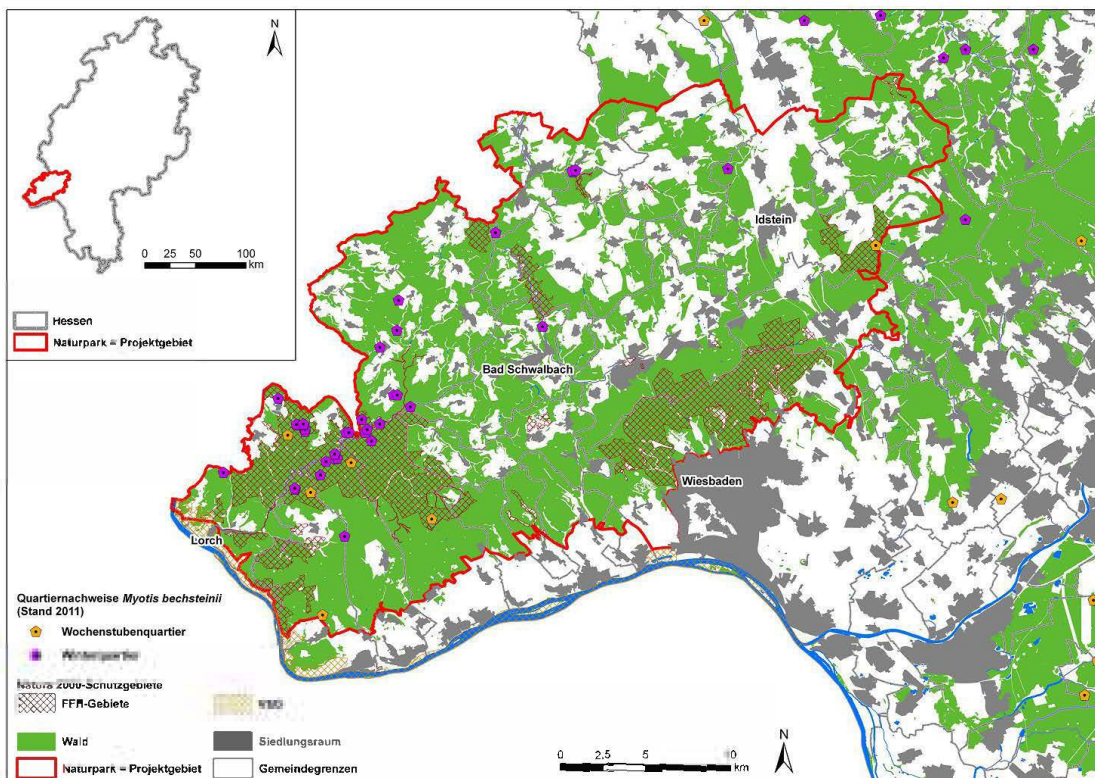 N
0 25 50 100
km
Hessen
Naturpark = Projektgebiet
Idstein
Bad Schwalbach
Wiesbaden
Lorch
Quartiernachweise Myotis bechsteinii
(Stand 2011)
Wochenstubenquartier
Winterquartier
Natura 2000-Schutzgebiete
FFH-Gebiete
Wald
Siedlungsraum
Naturpark = Projektgebiet
Gemeindegrenzen
0 2,5 5
km
N